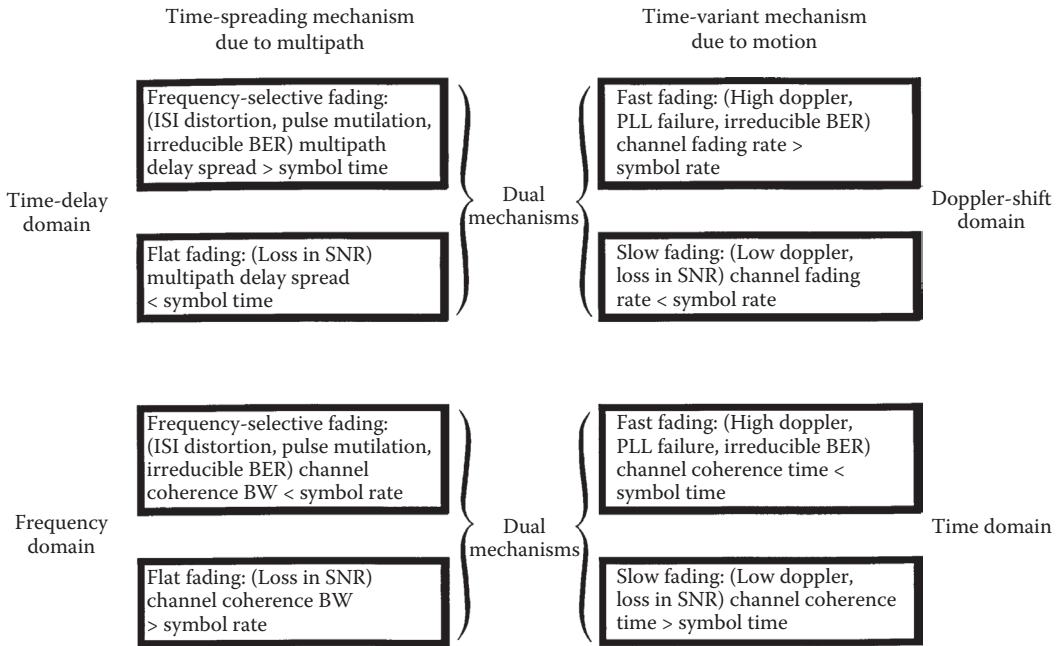 Time-spreading mechanism
due to multipath
Time-variant mechanism
due to motion
Time-delay
domain
Frequency-selective fading:
(ISI distortion, pulse mutilation,
irreducible BER) multipath
delay spread > symbol time
Flat fading: (Loss in SNR)
multipath delay spread
< symbol time
Dual
mechanisms
Fast fading: (High doppler,
PLL failure, irreducible BER)
channel fading rate >
symbol rate
Slow fading: (Low doppler,
loss in SNR) channel fading
rate < symbol rate
Doppler-shift
domain
Frequency
domain
Frequency-selective fading:
(ISI distortion, pulse mutilation,
irreducible BER) channel
coherence BW < symbol rate
Flat fading: (Loss in SNR)
channel coherence BW
> symbol rate
Dual
mechanisms
Fast fading: (High doppler,
PLL failure, irreducible BER)
channel coherence time <
symbol time
Slow fading: (Low doppler,
loss in SNR) channel coherence
time > symbol time
Time domain